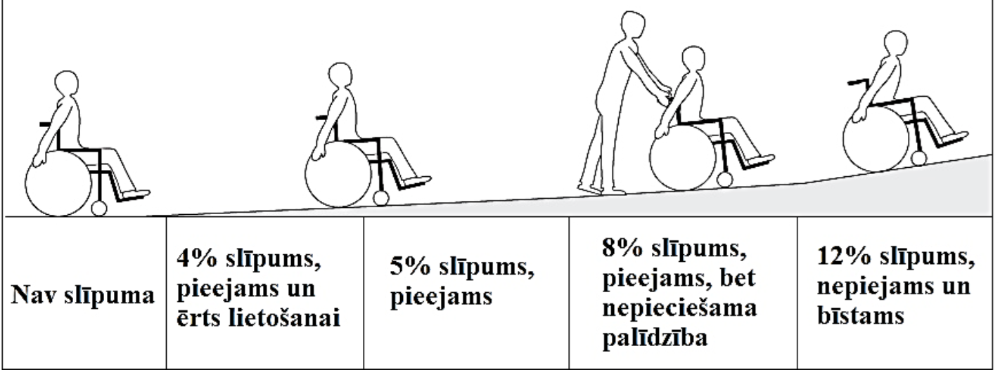 Nav slīpuma
4% slīpums,
pieejams un
ērts lietošanai
5% slīpums,
pieejams
8% slīpums,
pieejams, bet
nepieciešama
palīdzība
12% slīpums,
nepiejams un
bīstams